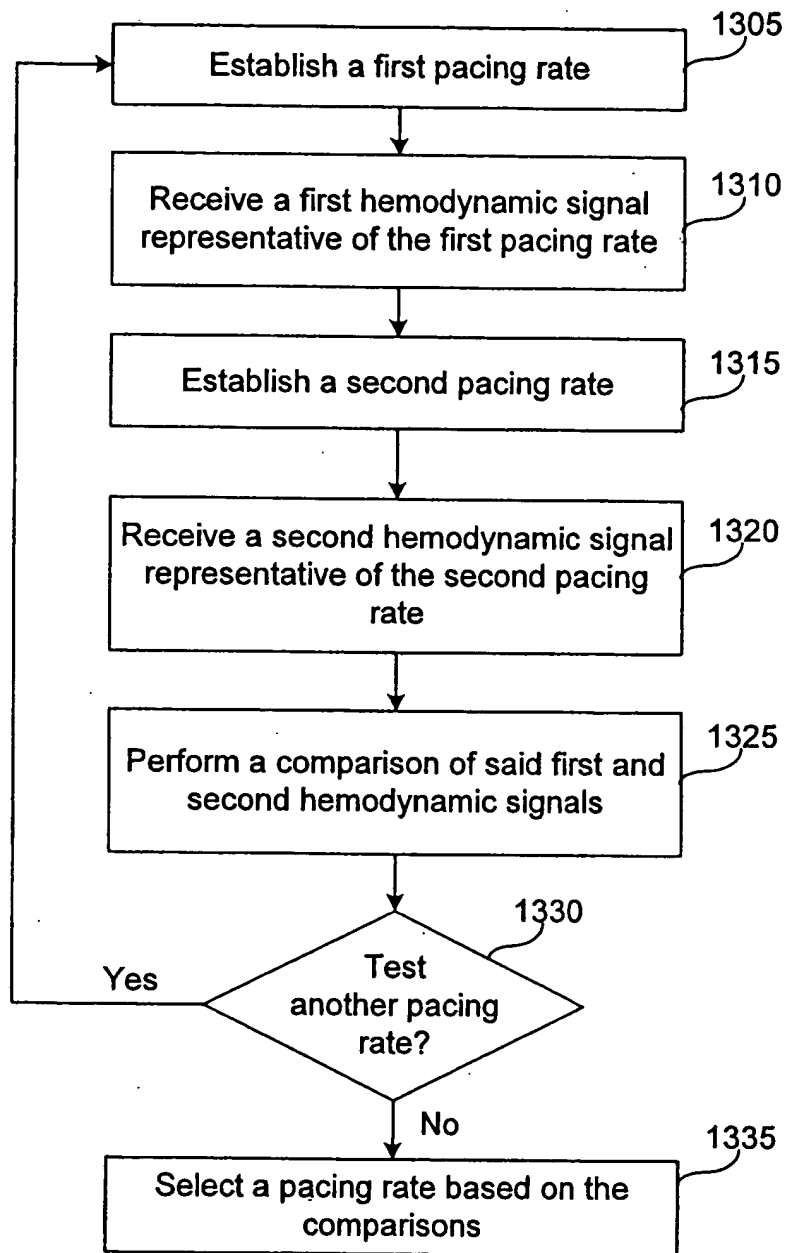 1305
Establish a first pacing rate
1310
Receive a first hemodynamic signal
representative of the first pacing rate
1315
Establish a second pacing rate
1320
Receive a second hemodynamic signal
representative of the second pacing
rate
1325
Perform a comparison of said first and
second hemodynamic signals
1330
Yes
Test
another pacing
rate?
No
1335
Select a pacing rate based on the
comparisons